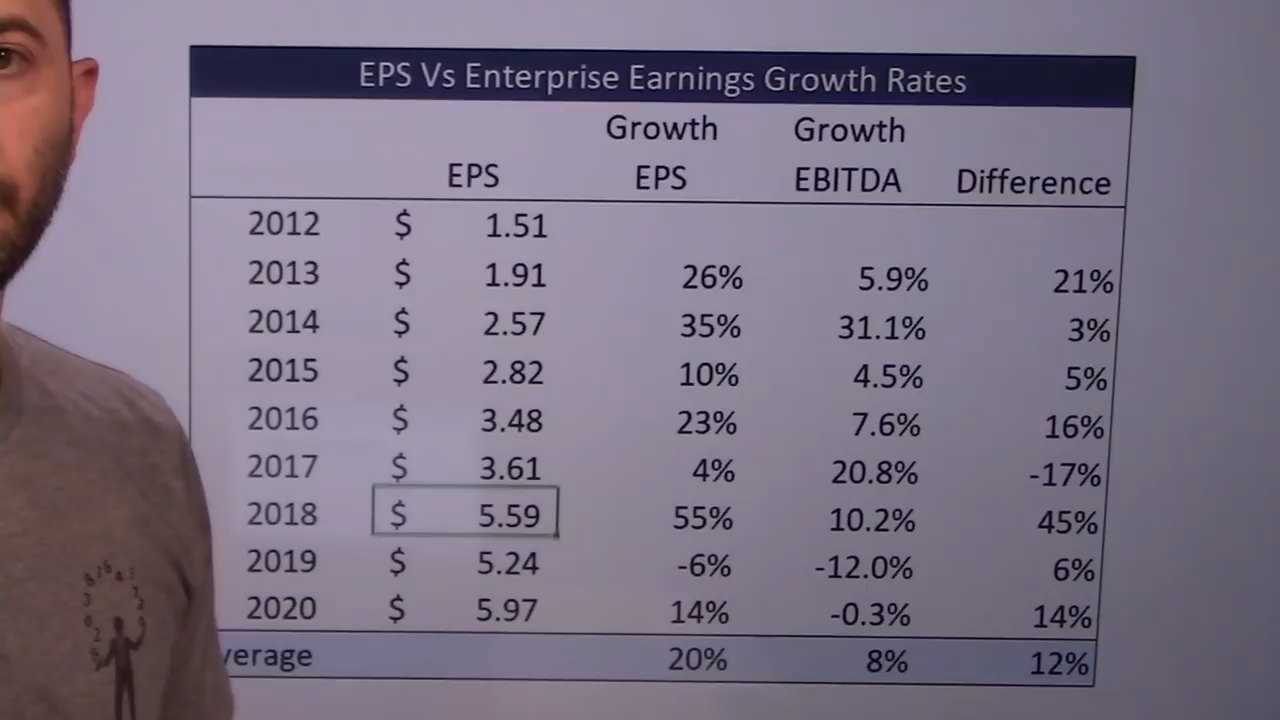 EPS Vs Enterprise Earnings Growth Rates
Growth Growth
EPS EPS EBITDA Difference
2012 $ 1.51
2013 $ 1.91 26% 5.9% 21%
2014 $ 2.57 35% 31.1% 3%
2015 $ 2.82 10% 4.5% 5%
2016 $ 3.48 23% 7.6% 16%
2017 $ 3.61 4% 20.8% -17%
2018 $ 5.59 55% 10.2% 45%
2019 $ 5.24 -6% -12.0% 6%
2020 $ 5.97 14% -0.3% 14%
verage 20% 8% 12%